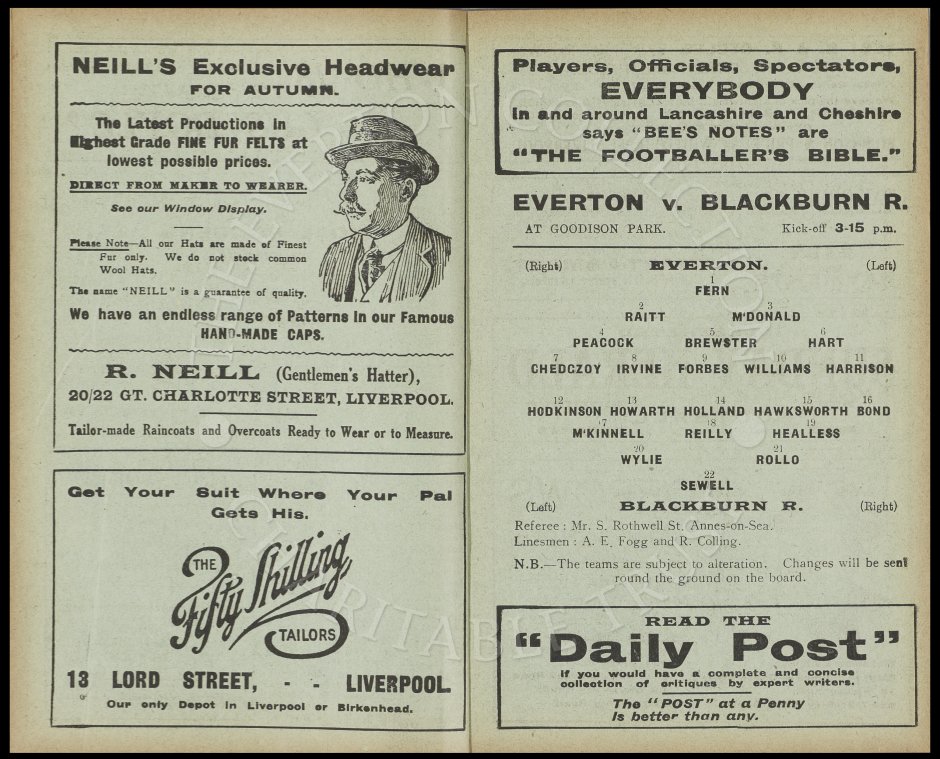 NEILL'S Exclusive Headwear
FOR AUTUMN.
The Latest Productions in
Highest Grade FINE FUR FELTS at
lowest possible prices.
DIRECT FROM MAKER TO WEARER.
See our Window Display.
Please Note—All our Hats are made of Finest
Fur only. We do not stock common
Wool Hats.
The name "NEILL" is a guarantee of quality.
We have an endless range of Patterns in our Famous
HAND-MADE CAPS.
R. NEILL (Gentlemen's Hatter),
20/22 GT. CHARLOTTE STREET, LIVERPOOL.
Tailor-made Raincoats and Overcoats Ready to Wear or to Measure.
Get Your Suit Where Your Pal
Gets His.
THE
Fifty Shilling
TAILORS
13 LORD STREET, - - LIVERPOOL.
Our only Depot in Liverpool or Birkenhead.
Players, Officials, Spectators,
EVERYBODY
In and around Lancashire and Cheshire
says "BEE'S NOTES" are
"THE FOOTBALLER'S BIBLE."
EVERTON v. BLACKBURN R.
AT GOODISON PARK. Kick-off 3-15 p.m.
(Right) EVERTON. (Left)
1
FERN
2 3
RAITT M'DONALD
4 5 6
PEACOCK BREWSTER HART
7 8 9 10 11
CHEDGZOY IRVINE FORBES WILLIAMS HARRISON
12 13 14 15 16
HODKINSON HOWARTH HOLLAND HAWKSWORTH BOND
17 18 19
M'KINNELL REILLY HEALLESS
20 21
WYLIE ROLLO
22
SEWELL
(Left) BLACKBURN R. (Right)
Referee : Mr. S. Rothwell St. Annes-on-Sea.
Linesmen : A. E. Fogg and R. Colling.
N.B.—The teams are subject to alteration. Changes will be sent
round the ground on the board.
READ THE
"Daily Post"
If you would have a complete and concise
collection of critiques by expert writers.
The "POST" at a Penny
Is better than any.
THE EVERTON COLLECTION
CHARITABLE TRUST